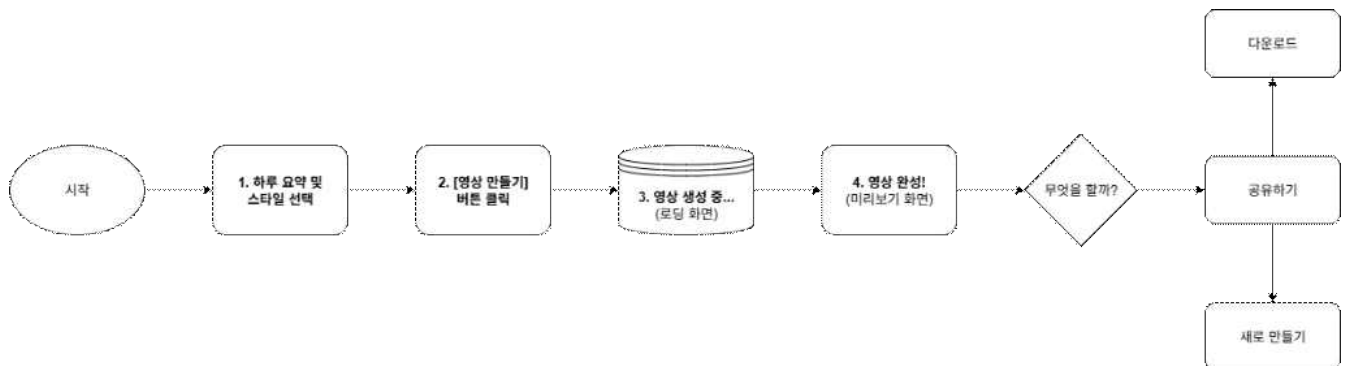 다운로드
시작
1. 하루 요약 및
스타일 선택
2. [영상 만들기]
버튼 클릭
3. 영상 생성 중...
(로딩 화면)
4. 영상 완성!
(미리보기 화면)
무엇을 할까?
공유하기
새로 만들기